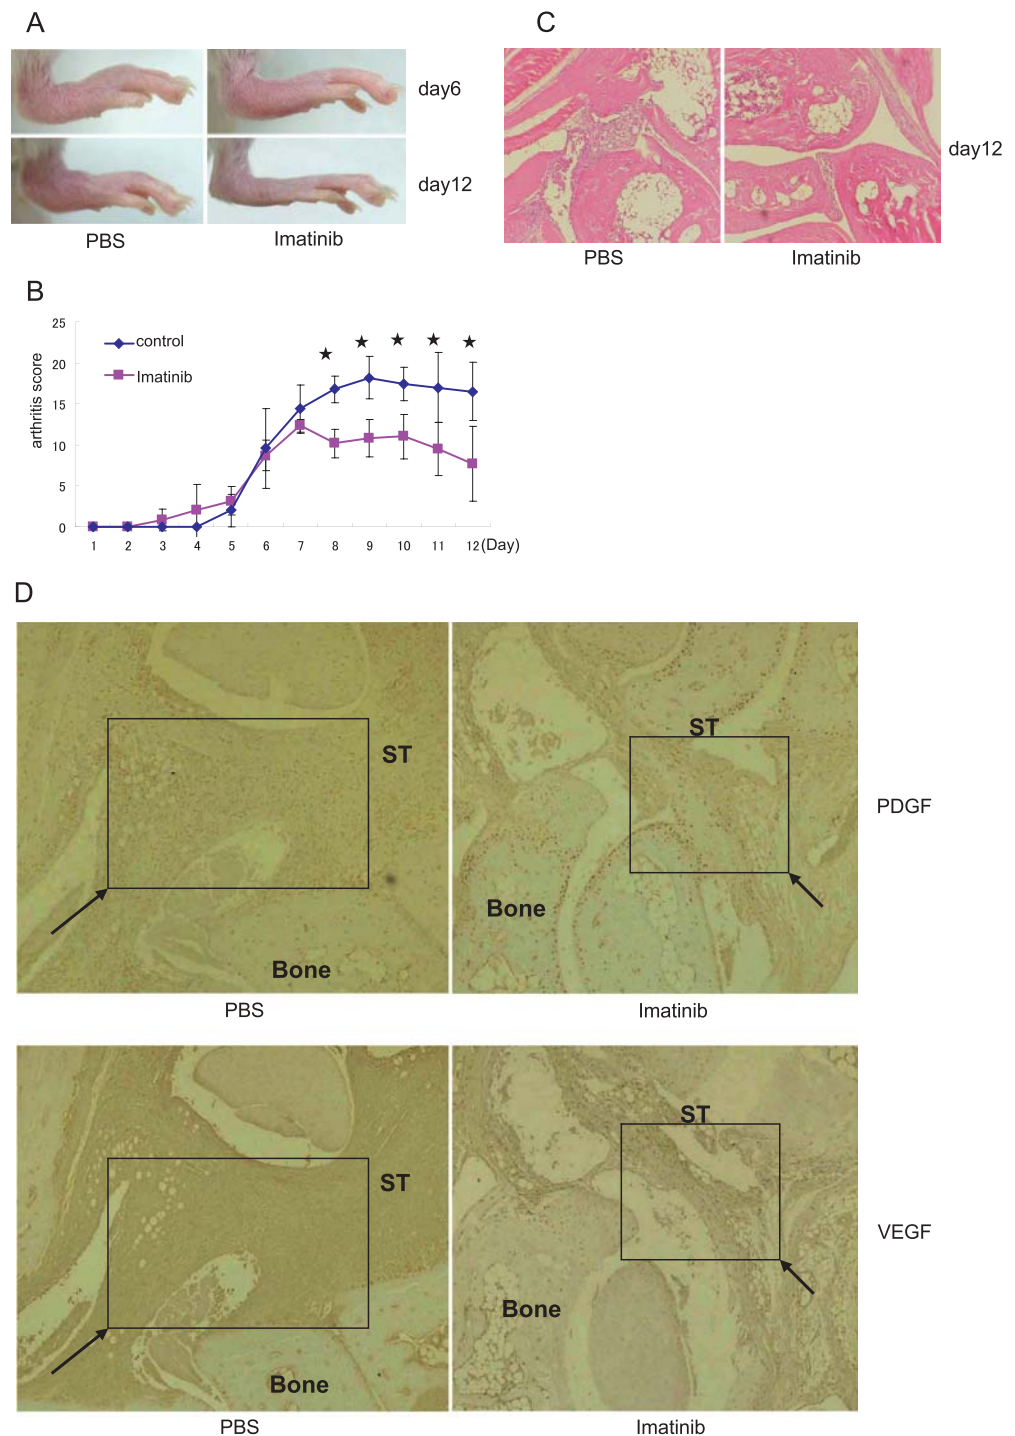 A
day6
day12
PBS
Imatinib
C
day12
PBS
Imatinib
B
25
20
15
10
5
0
arthritis score
control
Imatinib
★ ★ ★ ★ ★
1 2 3 4 5 6 7 8 9 10 11 12 (Day)
D
ST
Bone
ST
Bone
PDGF
PBS
Imatinib
ST
Bone
ST
Bone
VEGF
PBS
Imatinib